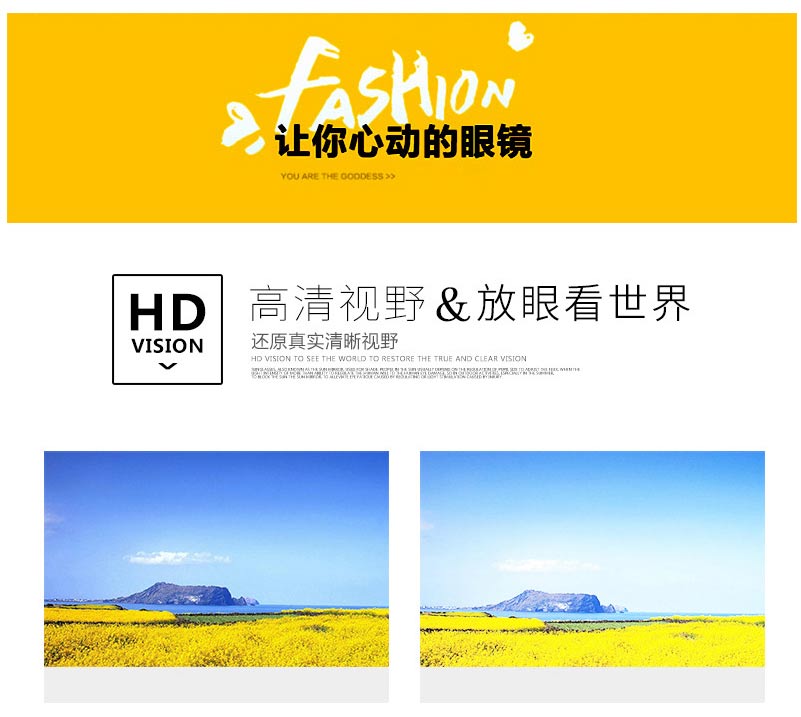 FASHION
让你心动的眼镜
YOU ARE THE GODDESS >>
HD
VISION
高清视野&放眼看世界
还原真实清晰视野
HD VISION TO SEE THE WORLD TO RESTORE THE TRUE AND CLEAR VISION